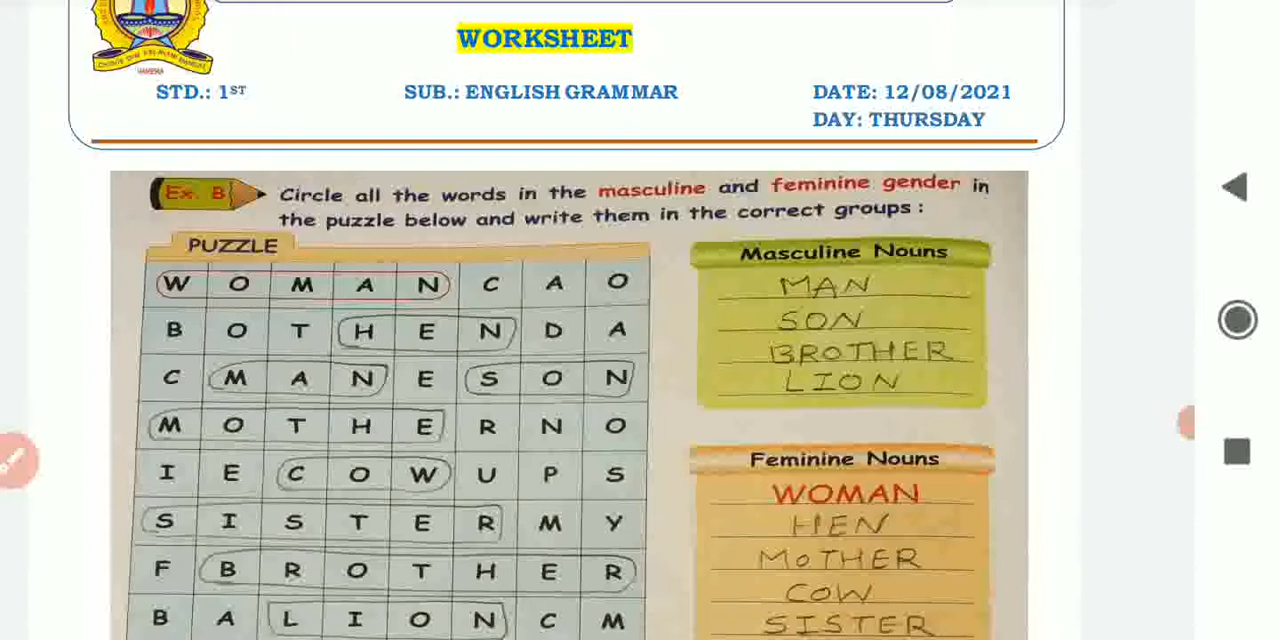 WORKSHEET
STD.: 1ST
SUB.: ENGLISH GRAMMAR
DATE: 12/08/2021
DAY: THURSDAY
Ex. B
Circle all the words in the masculine and feminine gender in
the puzzle below and write them in the correct groups :
PUZZLE
W O M A N C A O
B O T H E N D A
C M A N E S O N
M O T H E R N O
I E C O W U P S
S I S T E R M Y
F B R O T H E R
B A L I O N C M
Masculine Nouns
MAN
SON
BROTHER
LION
Feminine Nouns
WOMAN
HEN
MOTHER
COW
SISTER